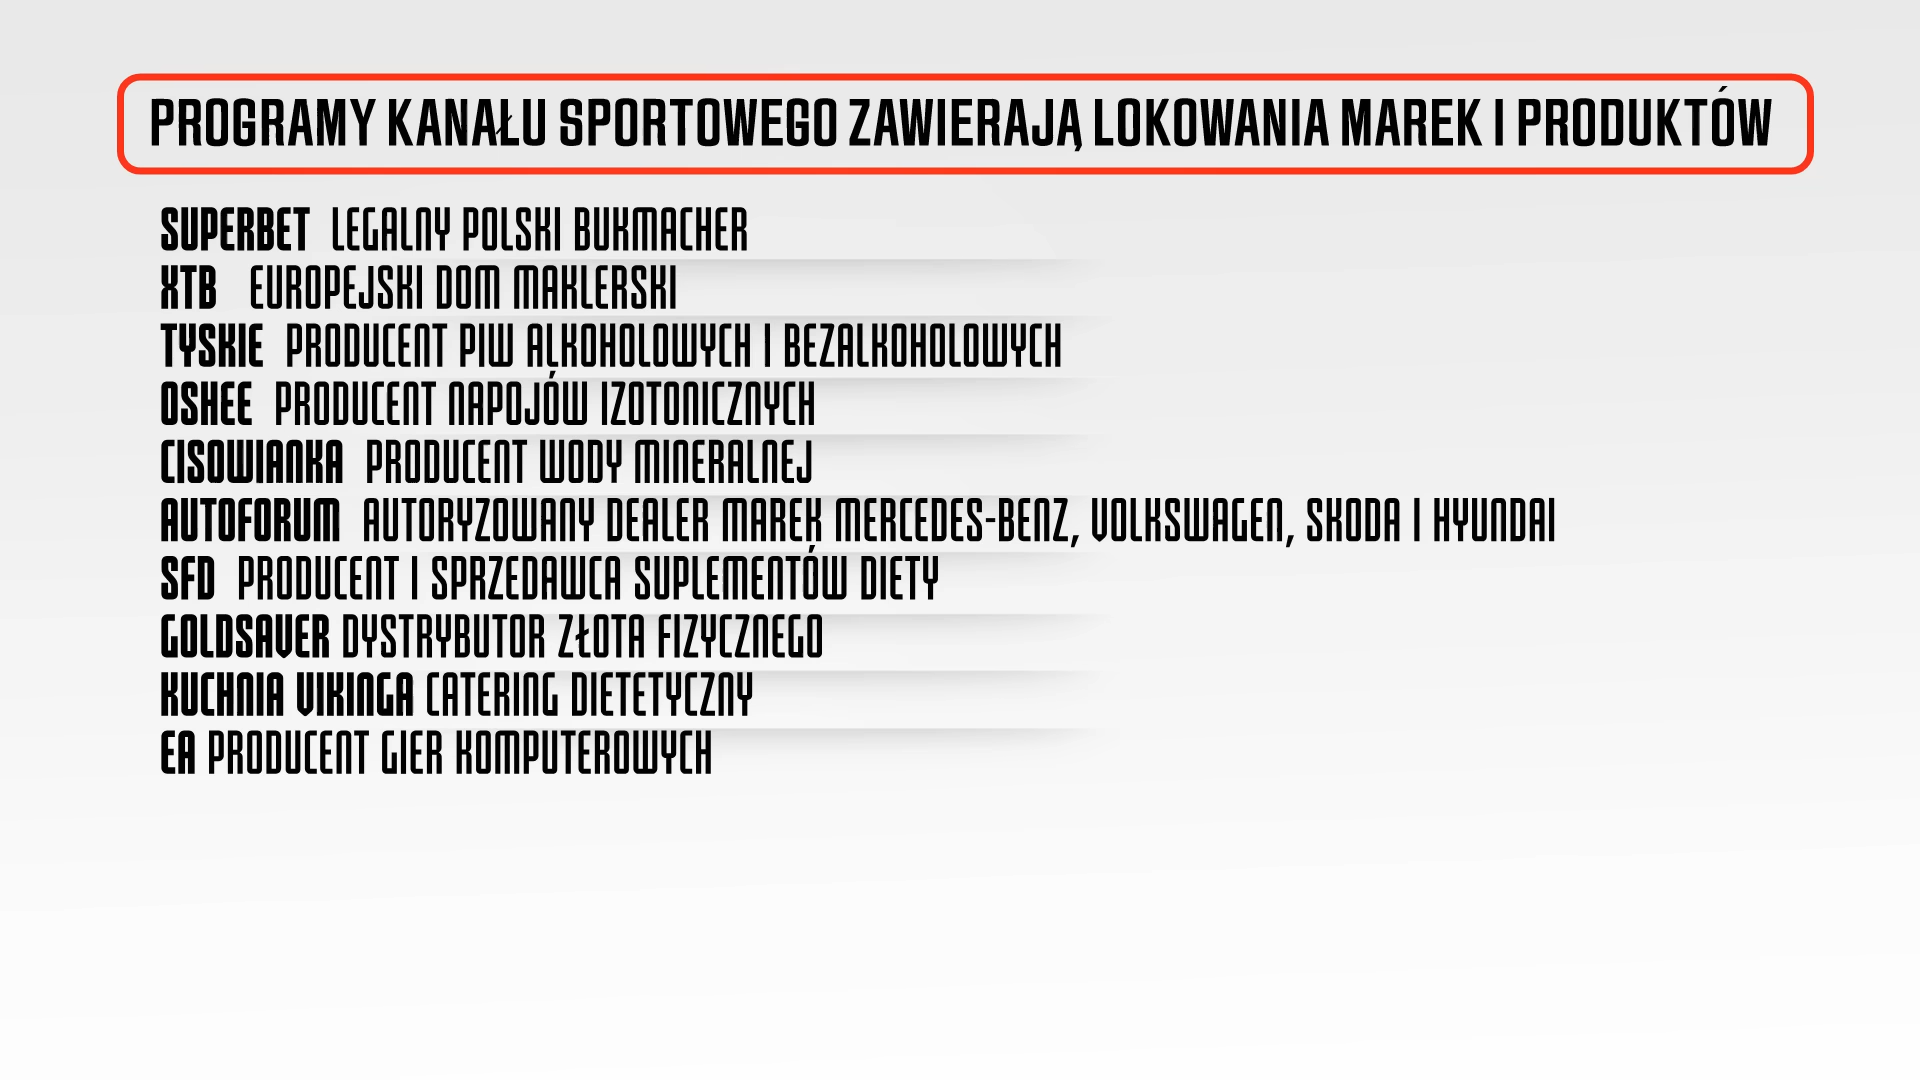 PROGRAMY KANAŁU SPORTOWEGO ZAWIERAJĄ LOKOWANIA MAREK I PRODUKTÓW
SUPERBET LEGALNY POLSKI BUKMACHER
XTB EUROPEJSKI DOM MAKLERSKI
TYSKIE PRODUCENT PIW ALKOHOLOWYCH I BEZALKOHOLOWYCH
OSHEE PRODUCENT NAPOJÓW IZOTONICZNYCH
CISOWIANKA PRODUCENT WODY MINERALNEJ
AUTOFORUM AUTORYZOWANY DEALER MAREK MERCEDES-BENZ, VOLKSWAGEN, SKODA I HYUNDAI
SFD PRODUCENT I SPRZEDAWCA SUPLEMENTÓW DIETY
GOLDSAVER DYSTRYBUTOR ZŁOTA FIZYCZNEGO
KUCHNIA VIKINGA CATERING DIETETYCZNY
EA PRODUCENT GIER KOMPUTEROWYCH